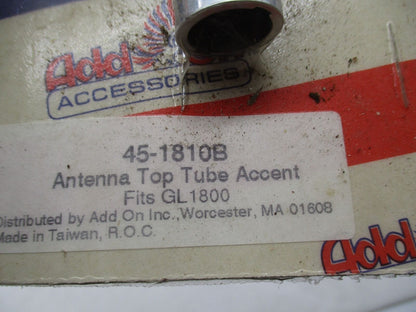 Add
ACCESSORIES
45-1810B
Antenna Top Tube Accent
Fits GL1800
Distributed by Add On Inc.,Worcester, MA 01608
Made in Taiwan, R.O.C.
Add